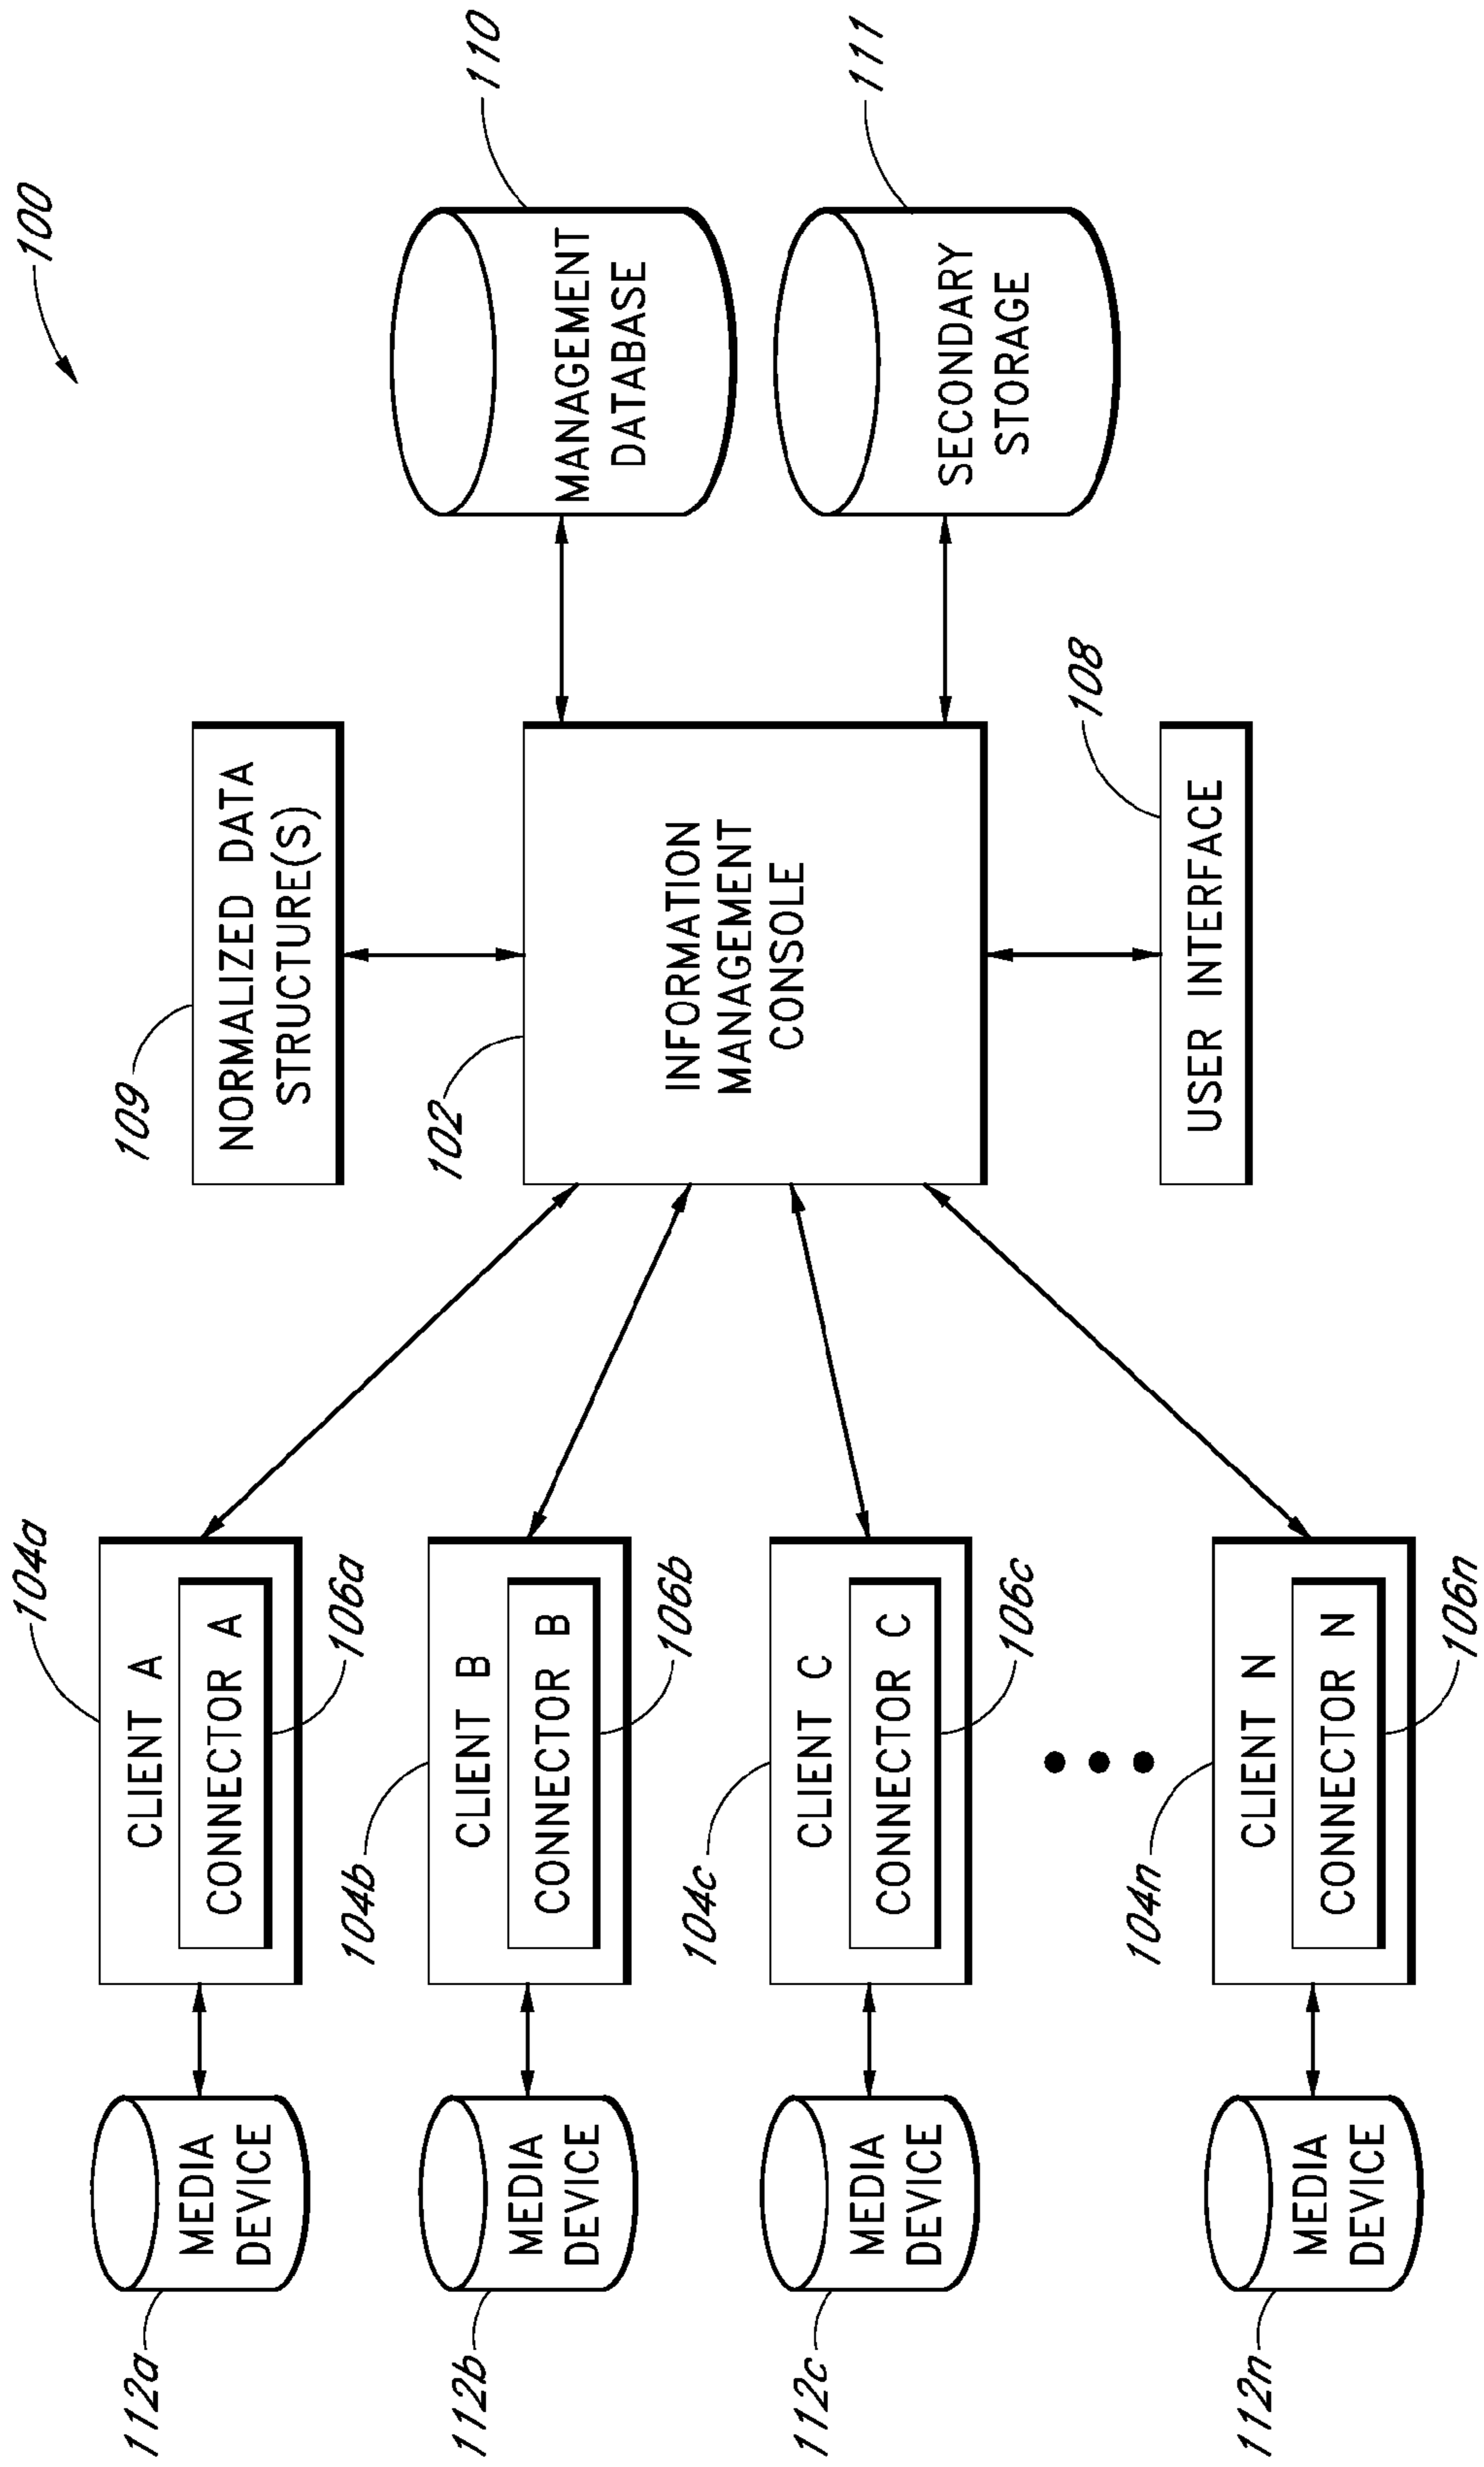 100
112a
MEDIA
DEVICE
104a
CLIENT A
CONNECTOR A
106a
112b
MEDIA
DEVICE
104b
CLIENT B
CONNECTOR B
106b
112c
MEDIA
DEVICE
104c
CLIENT C
CONNECTOR C
106c
112n
MEDIA
DEVICE
104n
CLIENT N
CONNECTOR N
106n
109
NORMALIZED DATA
STRUCTURE(S)
102
INFORMATION
MANAGEMENT
CONSOLE
108
USER INTERFACE
110
MANAGEMENT
DATABASE
111
SECONDARY
STORAGE